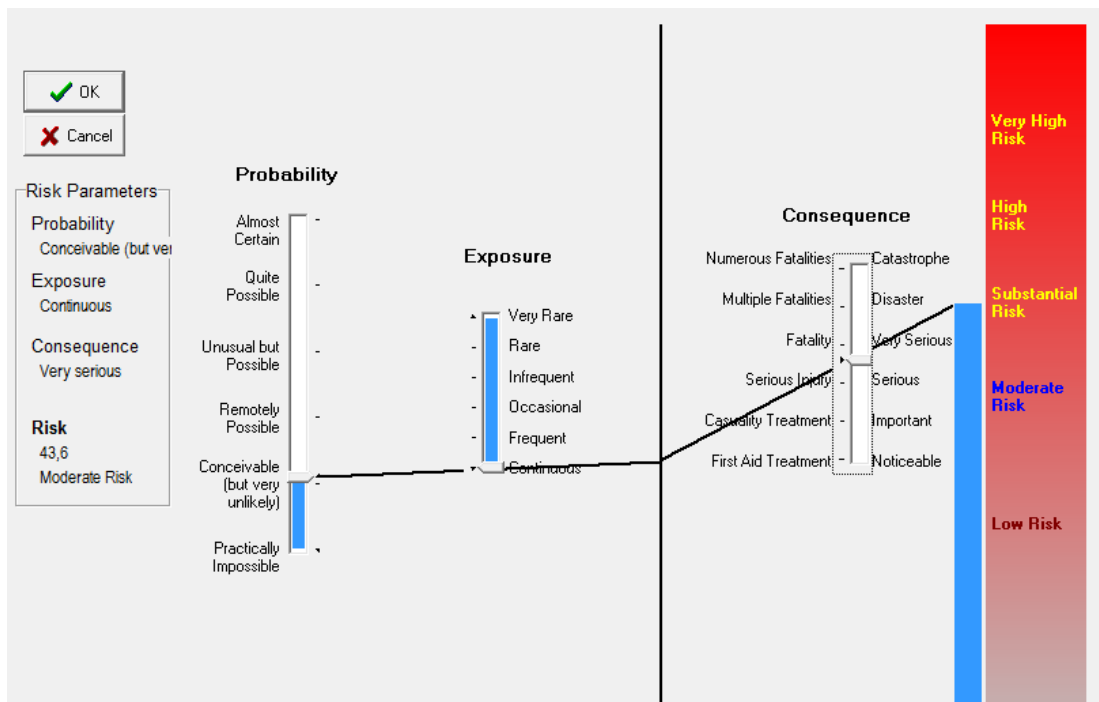 OK
Cancel
Risk Parameters
Probability
Conceivable (but ver
Exposure
Continuous
Consequence
Very serious
Risk
43,6
Moderate Risk
Probability
Almost
Certain
Quite
Possible
Unusual but
Possible
Remotely
Possible
Conceivable
(but very
unlikely)
Practically
Impossible
Exposure
Very Rare
Rare
Infrequent
Occasional
Frequent
Continuous
Consequence
Numerous Fatalities
Catastrophe
Multiple Fatalities
Disaster
Fatality
Very Serious
Serious Injury
Serious
Casuality Treatment
Important
First Aid Treatment
Noticeable
Very High
Risk
High
Risk
Substantial
Risk
Moderate
Risk
Low Risk